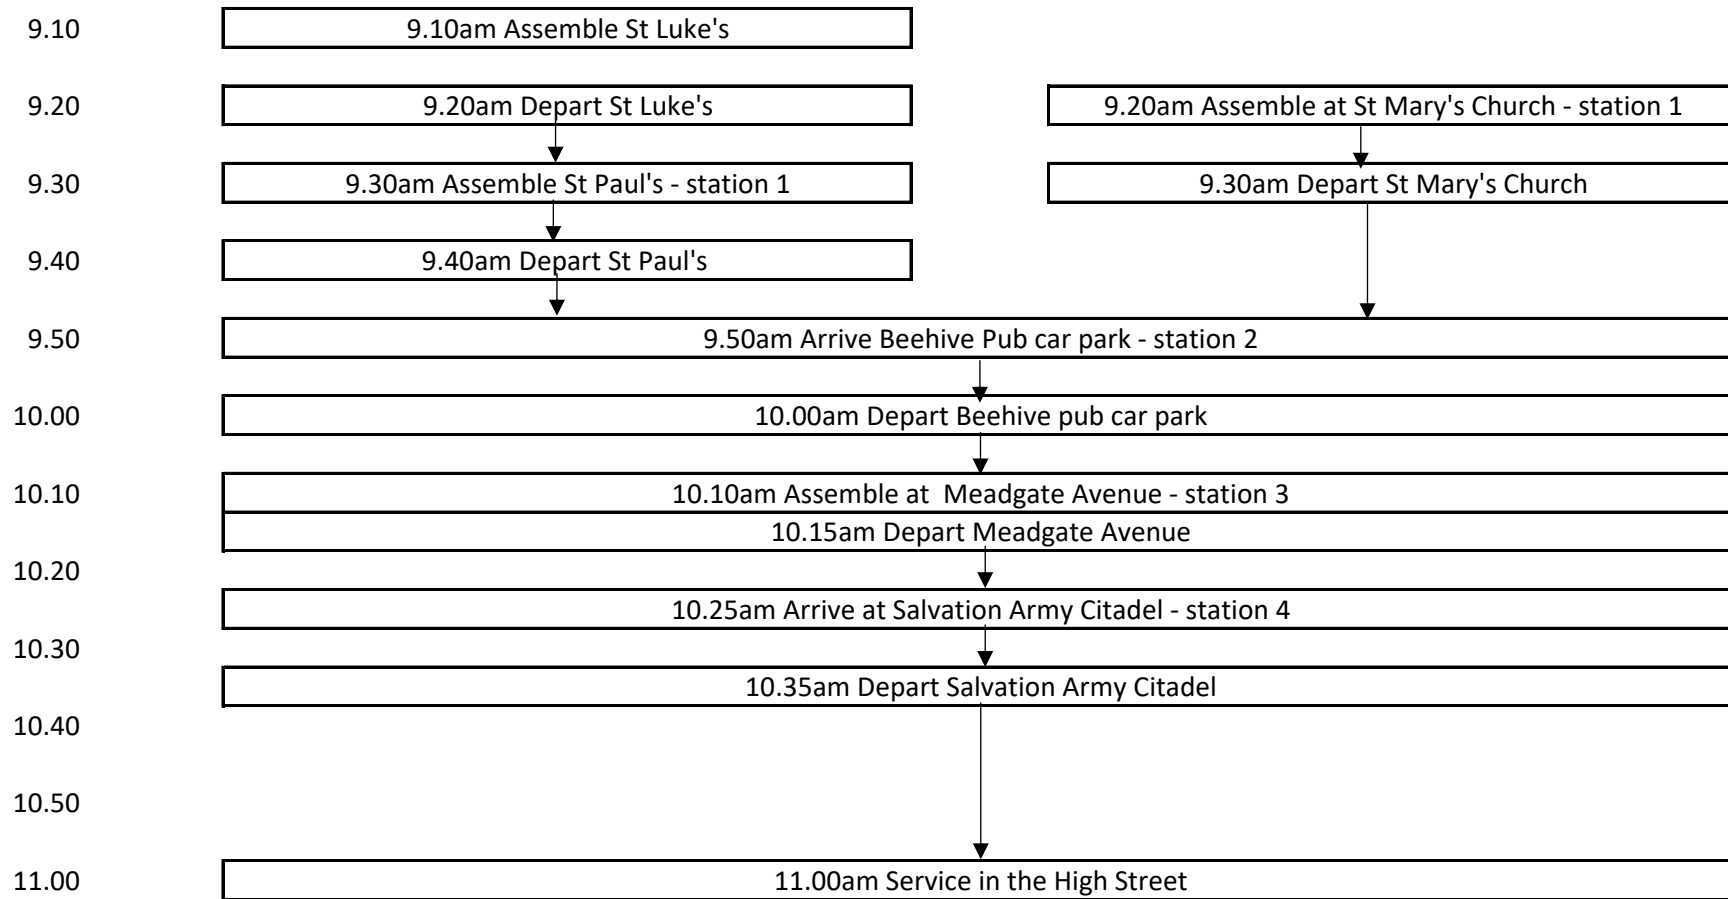 9.10 9.10am Assemble St Luke's
9.20 9.20am Depart St Luke's 9.20am Assemble at St Mary's Church - station 1
9.30 9.30am Assemble St Paul's - station 1 9.30am Depart St Mary's Church
9.40 9.40am Depart St Paul's
9.50 9.50am Arrive Beehive Pub car park - station 2
10.00 10.00am Depart Beehive pub car park
10.10 10.10am Assemble at  Meadgate Avenue - station 3
10.15am Depart Meadgate Avenue
10.20
10.25am Arrive at Salvation Army Citadel - station 4
10.30
10.35am Depart Salvation Army Citadel
10.40
10.50
11.00 11.00am Service in the High Street